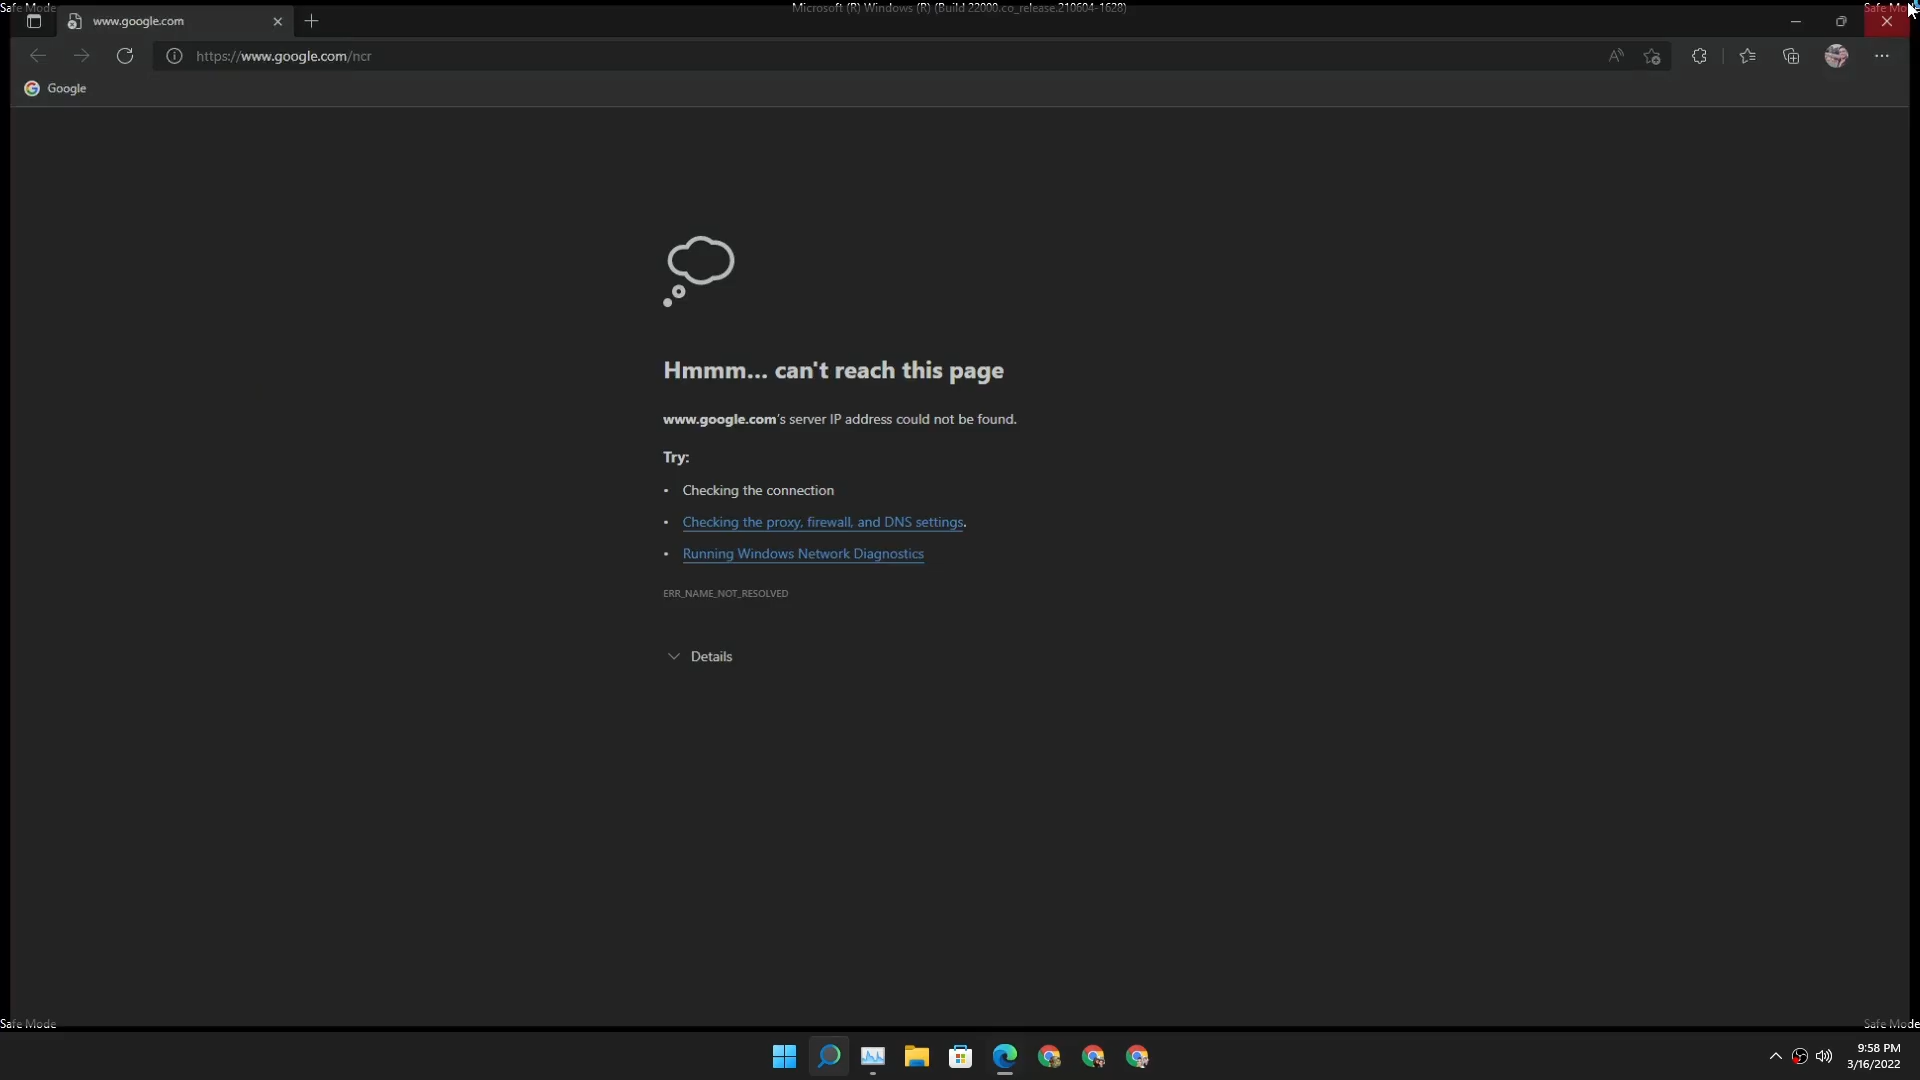 Safe Mode
Microsoft (R) Windows (R) (Build 22000.co_release.210604-1628)
Safe Mode
www.google.com
https://www.google.com/ncr
Google
Hmmm... can't reach this page
www.google.com's server IP address could not be found.
Try:
• Checking the connection
• Checking the proxy, firewall, and DNS settings.
• Running Windows Network Diagnostics
ERR_NAME_NOT_RESOLVED
Details
Safe Mode
Safe Mode
9:58 PM
3/16/2022